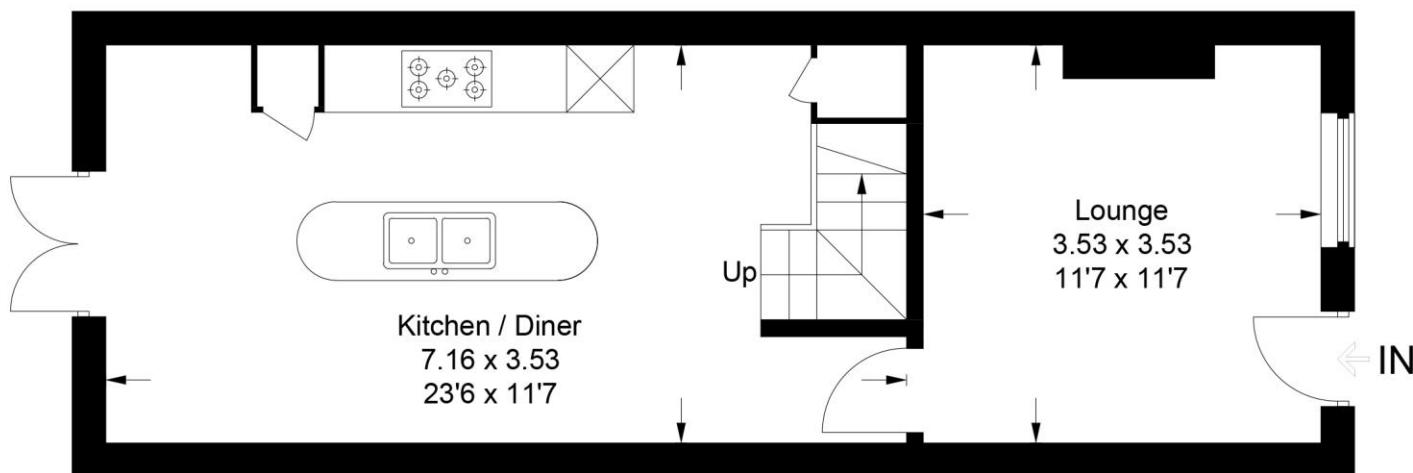 Up
Kitchen / Diner
7.16 x 3.53
23'6 x 11'7
Lounge
3.53 x 3.53
11'7 x 11'7
IN